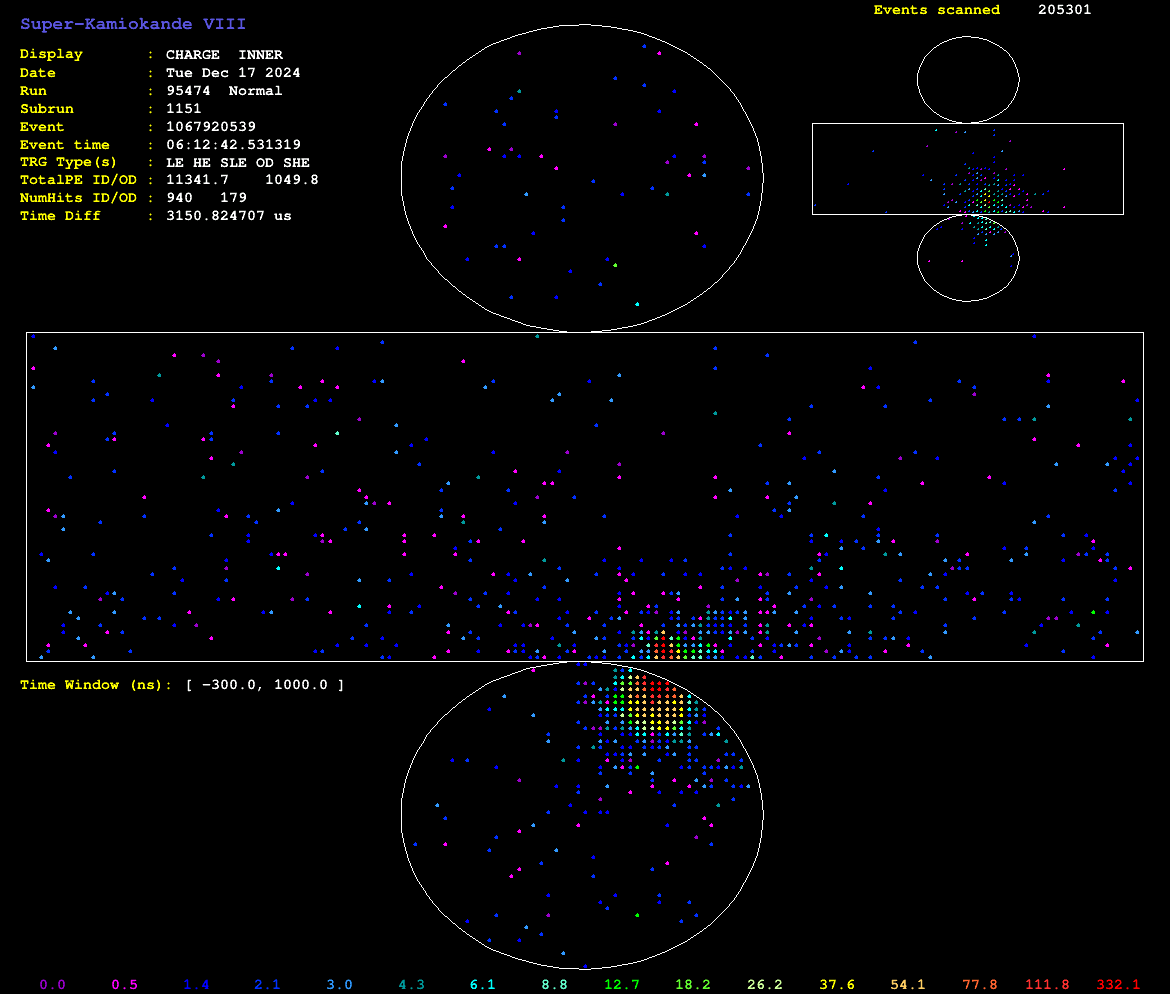 Super-Kamiokande VIII
Events scanned 205301
Display : CHARGE INNER
Date : Tue Dec 17 2024
Run : 95474 Normal
Subrun : 1151
Event : 1067920539
Event time : 06:12:42.531319
TRG Type(s) : LE HE SLE OD SHE
TotalPE ID/OD : 11341.7 1049.8
NumHits ID/OD : 940 179
Time Diff : 3150.824707 us
Time Window (ns): [ −300.0, 1000.0 ]
0.0 0.5 1.4 2.1 3.0 4.3 6.1 8.8 12.7 18.2 26.2 37.6 54.1 77.8 111.8 332.1